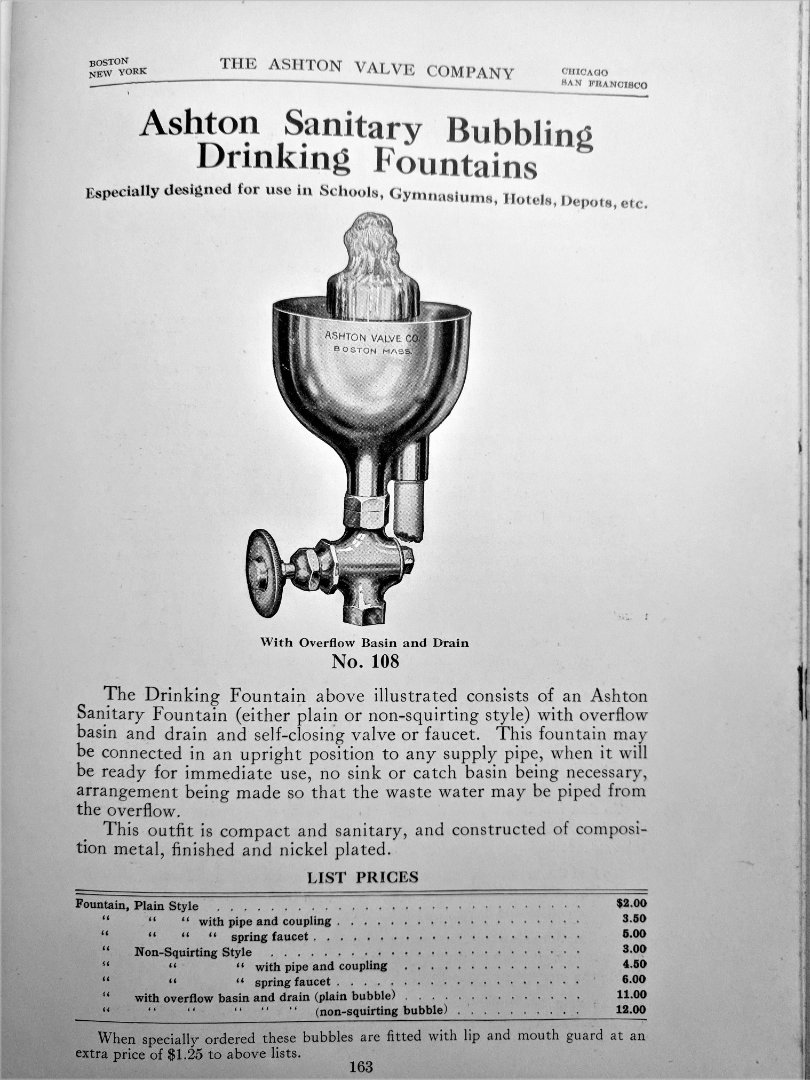 BOSTON
NEW YORK
THE ASHTON VALVE COMPANY
CHICAGO
SAN FRANCISCO
Ashton Sanitary Bubbling
Drinking Fountains
Especially designed for use in Schools, Gymnasiums, Hotels, Depots, etc.
ASHTON VALVE CO.
BOSTON MASS.
With Overflow Basin and Drain
No. 108
The Drinking Fountain above illustrated consists of an Ashton
Sanitary Fountain (either plain or non-squirting style) with overflow
basin and drain and self-closing valve or faucet. This fountain may
be connected in an upright position to any supply pipe, when it will
be ready for immediate use, no sink or catch basin being necessary,
arrangement being made so that the waste water may be piped from
the overflow.
This outfit is compact and sanitary, and constructed of composi-
tion metal, finished and nickel plated.
LIST PRICES
Fountain, Plain Style . . . . . . . . . . . . . . . . . . . . . . . . . . . . $2.00
“ “ “ with pipe and coupling . . . . . . . . . . . . . . . . . . . 3.50
“ “ “ “ spring faucet . . . . . . . . . . . . . . . . . . . . . 5.00
“ Non-Squirting Style . . . . . . . . . . . . . . . . . . . . . . . . 3.00
“ “ “ with pipe and coupling . . . . . . . . . . . . . . 4.50
“ “ “ spring faucet . . . . . . . . . . . . . . . . . . . 6.00
“ with overflow basin and drain (plain bubble) . . . . . . . . . . . . 11.00
“ “ “ “ “ “ (non-squirting bubble) . . . . . . . . . . 12.00
When specially ordered these bubbles are fitted with lip and mouth guard at an
extra price of $1.25 to above lists.
163